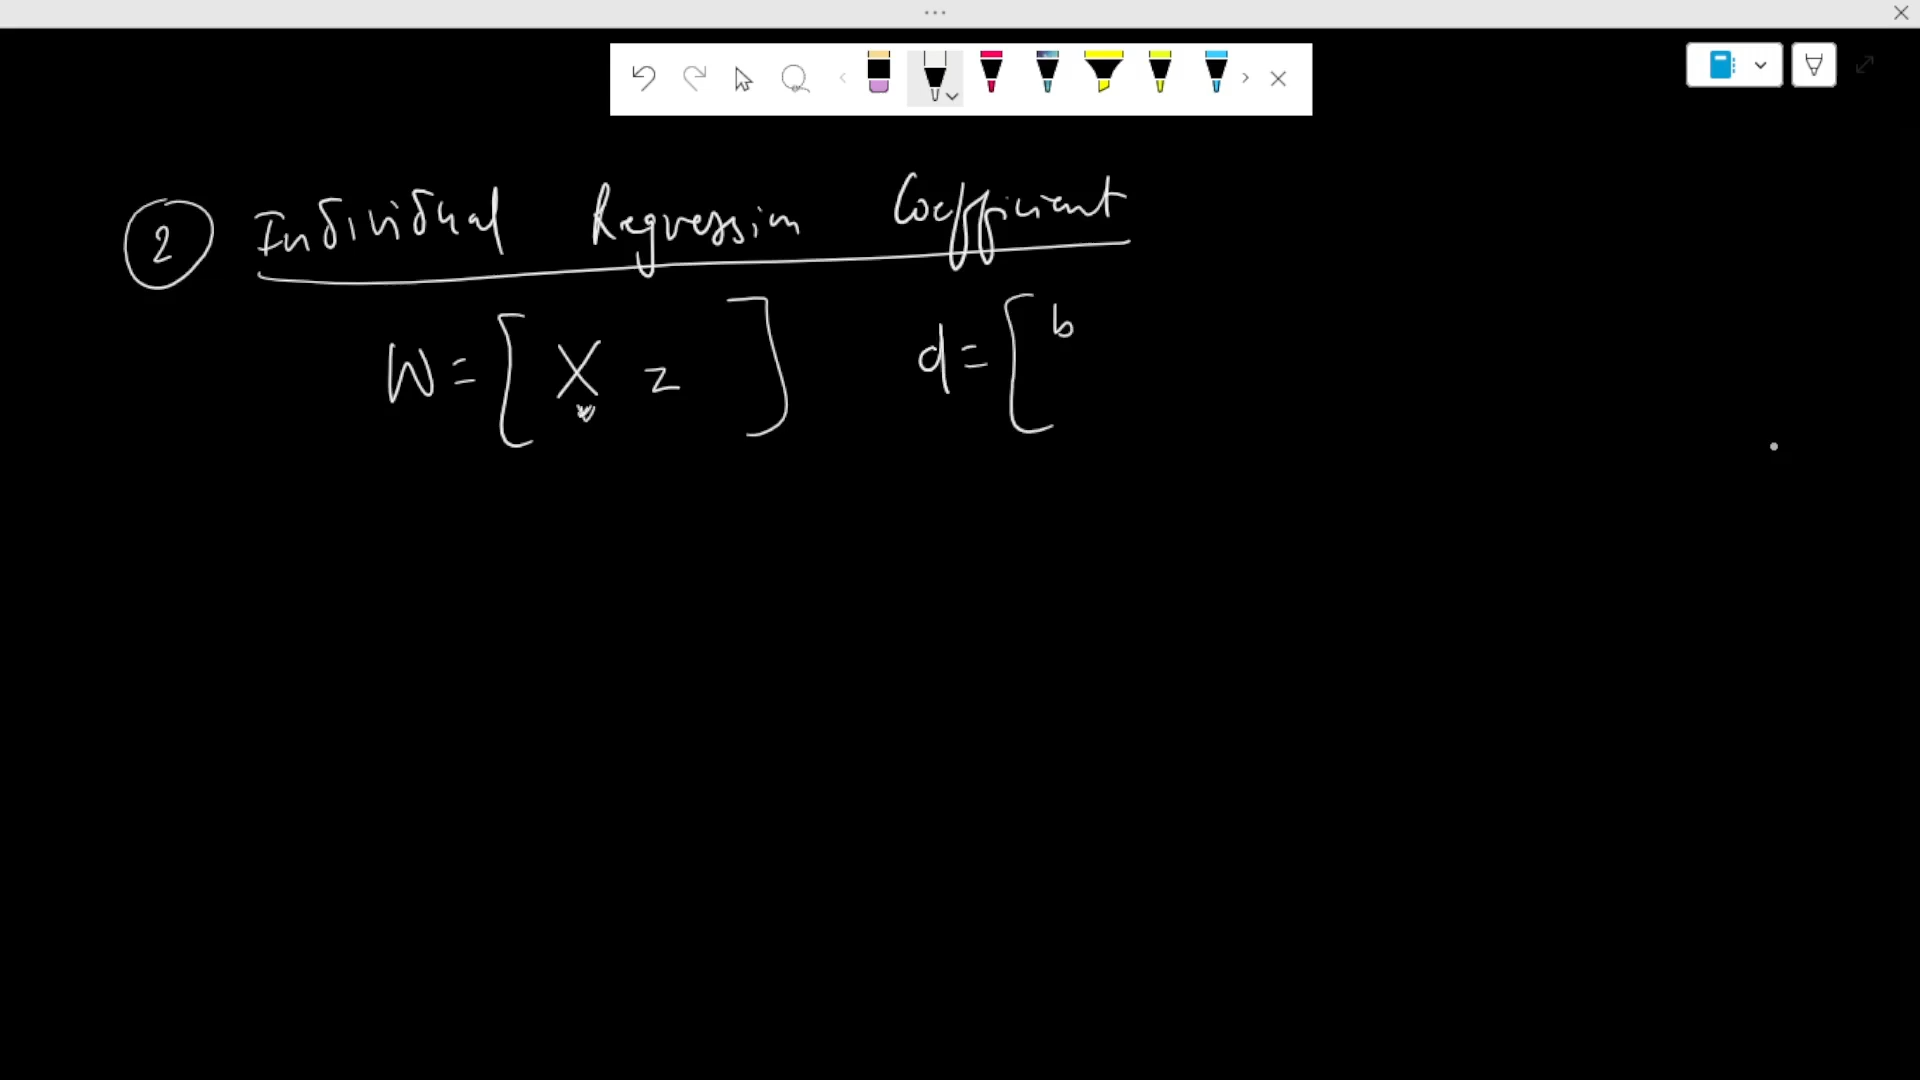 2 Individual Regression Coefficient
W = [ X z ] d = [ b